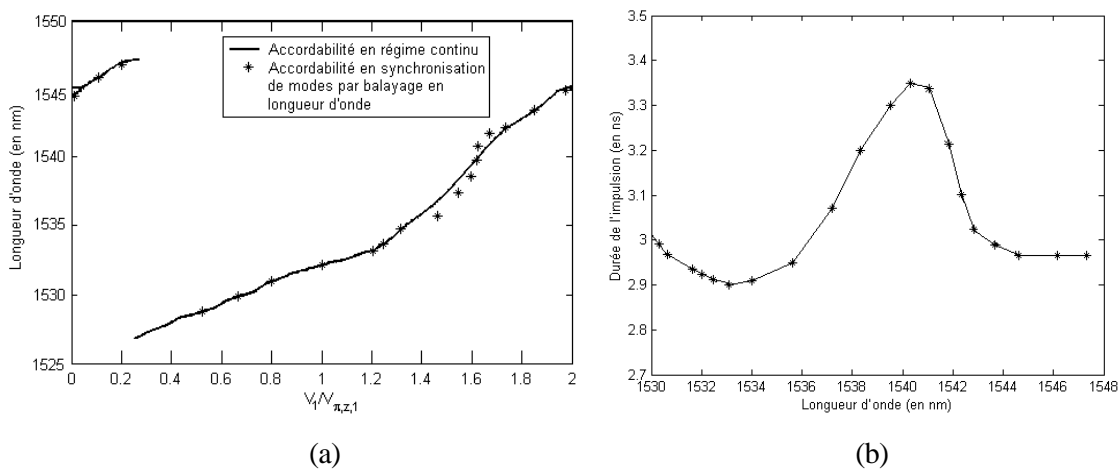 1550
1545
1540
1535
1530
1525
Longueur d'onde (en nm)
Accordabilité en régime continu
Accordabilité en synchronisation
de modes par balayage en
longueur d'onde
0 0.2 0.4 0.6 0.8 1 1.2 1.4 1.6 1.8 2
V1/Vπ,z,1
(a)
3.5
3.4
3.3
3.2
3.1
3
2.9
2.8
2.7
Durée de l'impulsion (en ns)
1530 1532 1534 1536 1538 1540 1542 1544 1546 1548
Longueur d'onde (en nm)
(b)